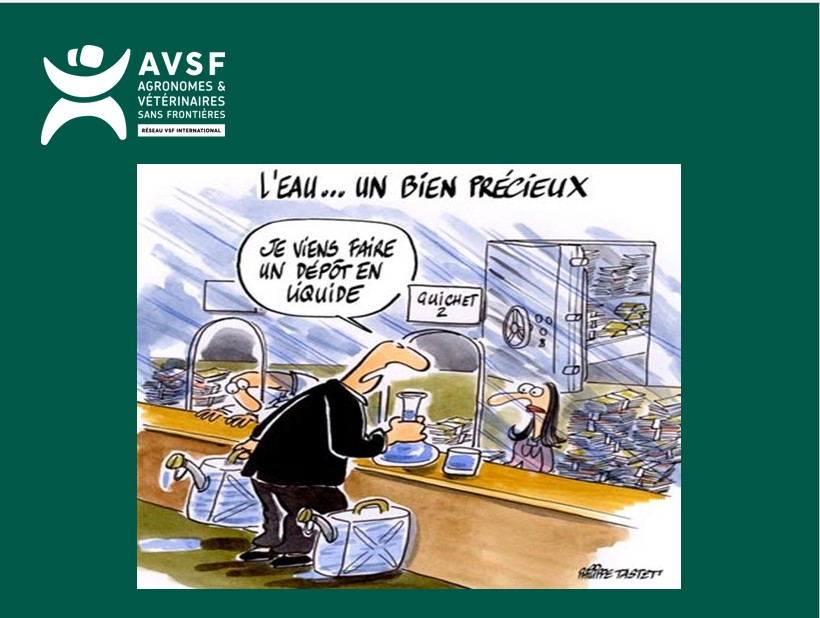 AVSF
AGRONOMES &
VÉTÉRINAIRES
SANS FRONTIÈRES
RÉSEAU VSF INTERNATIONAL
L'EAU... UN BIEN PRÉCIEUX
JE VIENS FAIRE
UN DÉPÔT EN
LIQUIDE
GUICHET
2
PHILIPPE TASTET